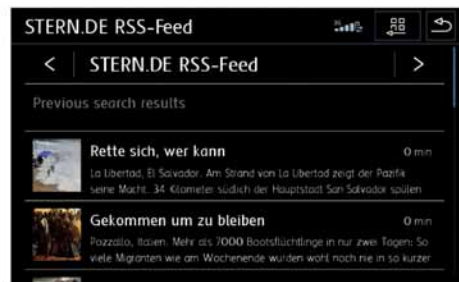 STERN.DE RSS-Feed
< STERN.DE RSS-Feed >
Previous search results
Rette sich, wer kann 0 min
La Libertad, El Salvador. Am Strand von La Libertad zeigt der Pazifik
seine Macht. 34 Kilometer südlich der Hauptstadt San Salvador spülen
Gekommen um zu bleiben 0 min
Pozzallo, Italien. Mehr als 7000 Bootsflüchtlinge in nur zwei Tagen: So
viele Migranten wie am Wochenende wurden wohl noch nie in so kurzer